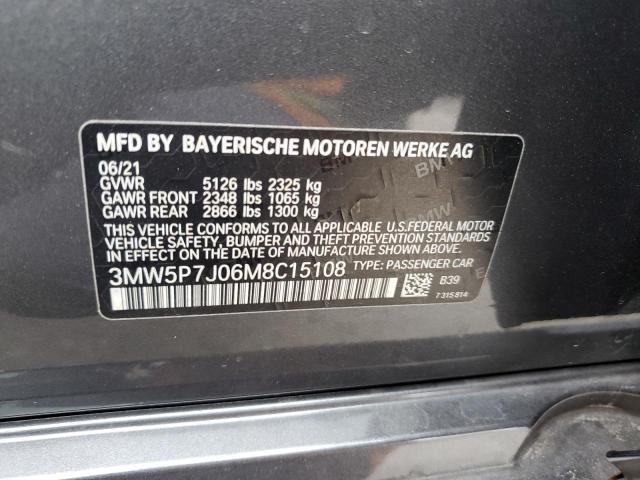 MFD BY BAYERISCHE MOTOREN WERKE AG
06/21
GVWR 5126 lbs 2325 kg
GAWR FRONT 2348 lbs 1065 kg
GAWR REAR 2866 lbs 1300 kg
THIS VEHICLE CONFORMS TO ALL APPLICABLE U.S.FEDERAL MOTOR
VEHICLE SAFETY, BUMPER, AND THEFT PREVENTION STANDARDS
IN EFFECT ON THE DATE OF MANUFACTURE SHOWN ABOVE.
3MW5P7J06M8C15108 TYPE: PASSENGER CAR
B39
7315814
BMW
BMW